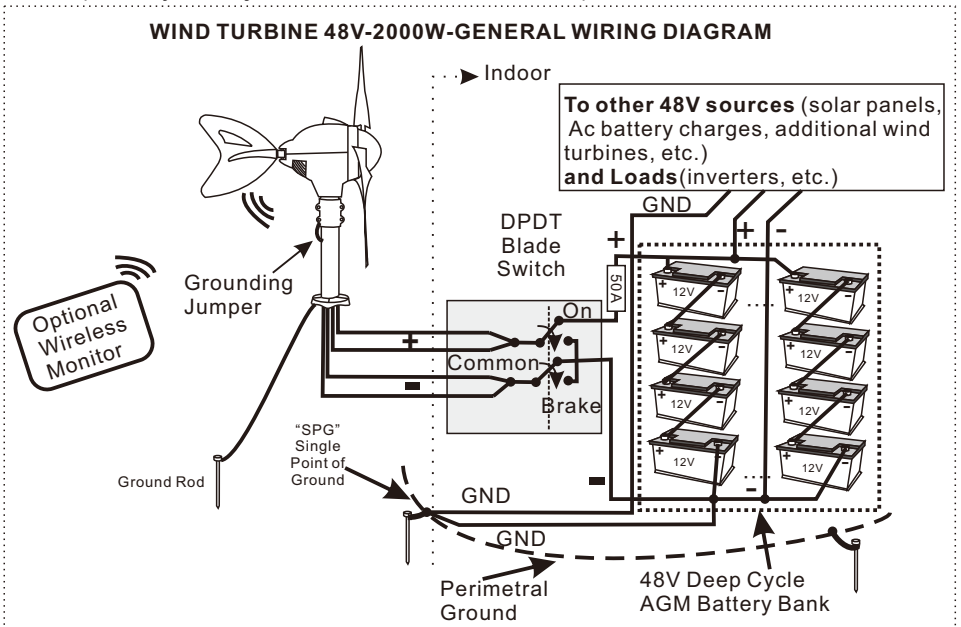 WIND TURBINE 48V-2000W-GENERAL WIRING DIAGRAM
Indoor
To other 48V sources (solar panels,
Ac battery charges, additional wind
turbines, etc.)
and Loads(inverters, etc.)
GND
+
-
DPDT
Blade
Switch
+
50A
Grounding
Jumper
Optional
Wireless
Monitor
On
+
Common
-
Brake
+ 12V -
+ 12V -
+ 12V -
+ 12V -
+ 12V -
+ 12V -
+ 12V -
+ 12V -
"SPG"
Single
Point of
Ground
Ground Rod
-
-
GND
GND
Perimetral
Ground
48V Deep Cycle
AGM Battery Bank